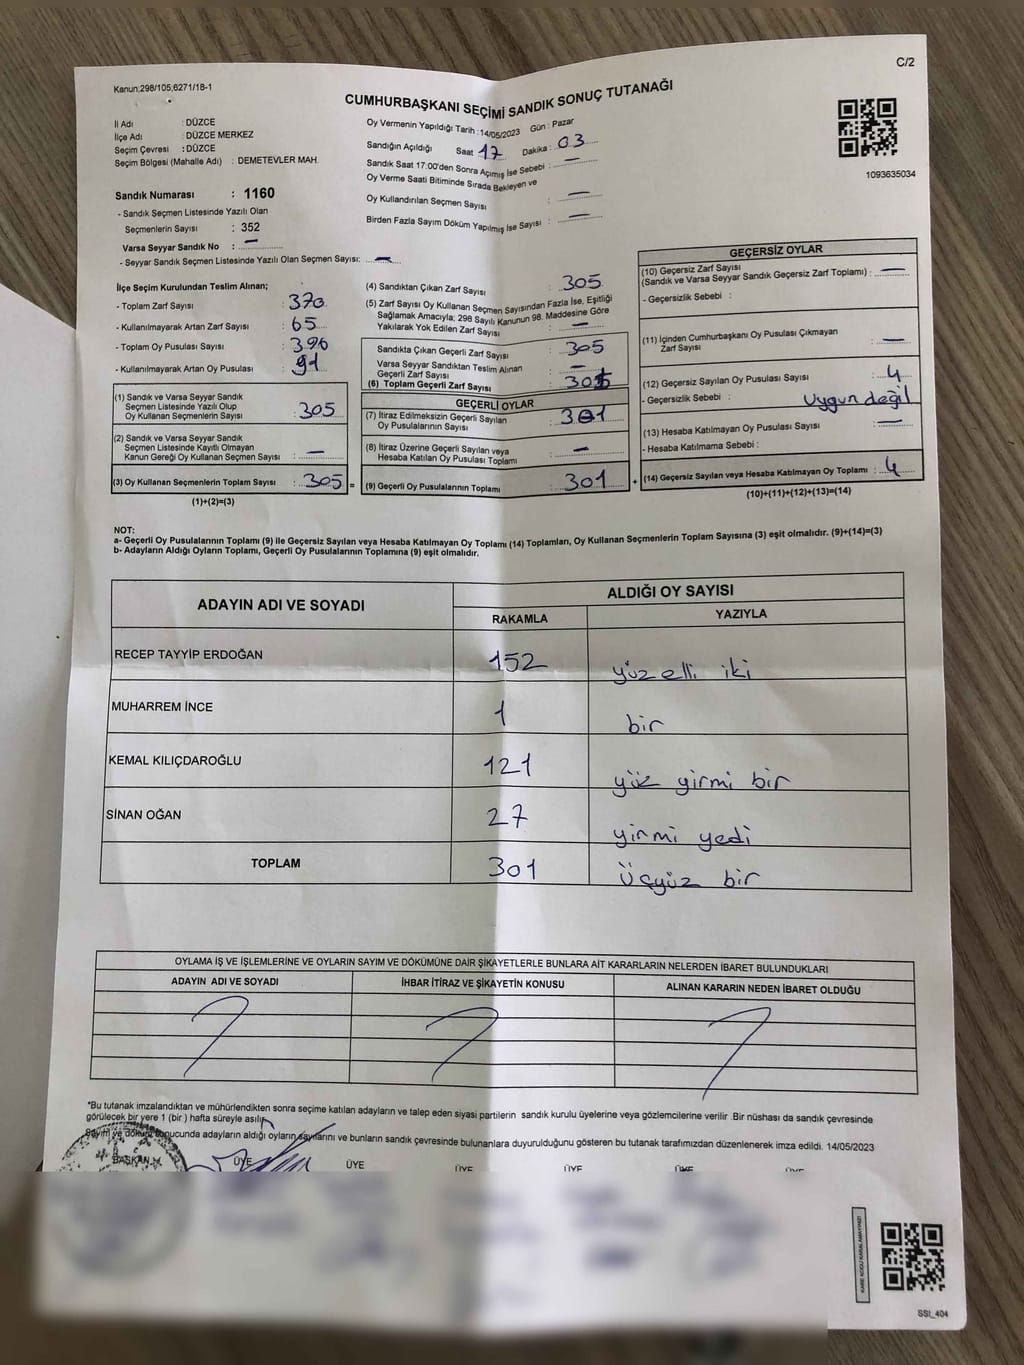 Kanun;298/105,6271/18-1
C/2
CUMHURBAŞKANI SEÇİMİ SANDIK SONUÇ TUTANAĞI
İl Adı : DÜZCE
İlçe Adı : DÜZCE MERKEZ
Seçim Çevresi : DÜZCE
Seçim Bölgesi (Mahalle Adı) : DEMETEVLER MAH.
Oy Vermenin Yapıldığı Tarih : 14/05/2023 Gün : Pazar
Sandığın Açıldığı Saat 17 Dakika : 03
Sandık Saat 17:00'den Sonra Açımış İse Sebebi : —
Oy Verme Saati Bitiminde Sırada Bekleyen ve
Oy Kullandırılan Seçmen Sayısı : —
Birden Fazla Sayım Döküm Yapılmış İse Sayısı : —
1093635034
Sandık Numarası : 1160
- Sandık Seçmen Listesinde Yazılı Olan
Seçmenlerin Sayısı : 352
Varsa Seyyar Sandık No : —
- Seyyar Sandık Seçmen Listesinde Yazılı Olan Seçmen Sayısı: —
İlçe Seçim Kurulundan Teslim Alınan;
- Toplam Zarf Sayısı : 370
- Kullanılmayarak Artan Zarf Sayısı : 65
- Toplam Oy Pusulası Sayısı : 396
- Kullanılmayarak Artan Oy Pusulası : 91
(1) Sandık ve Varsa Seyyar Sandık
Seçmen Listesinde Yazılı Olup
Oy Kullanan Seçmenlerin Sayısı : 305
(2) Sandık ve Varsa Seyyar Sandık
Seçmen Listesinde Kayıtlı Olmayan
Kanun Gereği Oy Kullanan Seçmen Sayısı : —
(3) Oy Kullanan Seçmenlerin Toplam Sayısı : 305 =
(1)+(2)=(3)
(4) Sandıktan Çıkan Zarf Sayısı : 305
(5) Zarf Sayısı Oy Kullanan Seçmen Sayısından Fazla İse, Eşitliği
Sağlamak Amacıyla; 298 Sayılı Kanunun 98. Maddesine Göre
Yakılarak Yok Edilen Zarf Sayısı : —
Sandıkta Çıkan Geçerli Zarf Sayısı : 305
Varsa Seyyar Sandıktan Teslim Alınan
Geçerli Zarf Sayısı : —
(6) Toplam Geçerli Zarf Sayısı : 305
GEÇERLİ OYLAR
(7) İtiraz Edilmeksizin Geçerli Sayılan
Oy Pusulalarının Sayısı : 301
(8) İtiraz Üzerine Geçerli Sayılan veya
Hesaba Katılan Oy Pusulası Toplamı : —
(9) Geçerli Oy Pusulalarının Toplamı : 301 +
GEÇERSİZ OYLAR
(10) Geçersiz Zarf Sayısı
(Sandık ve Varsa Seyyar Sandık Geçersiz Zarf Toplamı) : —
- Geçersizlik Sebebi :
(11) İçinden Cumhurbaşkanı Oy Pusulası Çıkmayan
Zarf Sayısı : —
(12) Geçersiz Sayılan Oy Pusulası Sayısı : 4
- Geçersizlik Sebebi : Uygun değil
(13) Hesaba Katılmayan Oy Pusulası Sayısı : —
- Hesaba Katılmama Sebebi :
(14) Geçersiz Sayılan veya Hesaba Katılmayan Oy Toplamı : 4
(10)+(11)+(12)+(13)=(14)
NOT:
a- Geçerli Oy Pusulalarının Toplamı (9) ile Geçersiz Sayılan veya Hesaba Katılmayan Oy Toplamı (14) Toplamları, Oy Kullanan Seçmenlerin Toplam Sayısına (3) eşit olmalıdır. (9)+(14)=(3)
b- Adayların Aldığı Oyların Toplamı, Geçerli Oy Pusulalarının Toplamına (9) eşit olmalıdır.
ADAYIN ADI VE SOYADI
ALDIĞI OY SAYISI
RAKAMLA YAZIYLA
RECEP TAYYİP ERDOĞAN 152 yüz elli iki
MUHARREM İNCE 1 bir
KEMAL KILIÇDAROĞLU 121 yüz yirmi bir
SİNAN OĞAN 27 yirmi yedi
TOPLAM 301 Üçyüz bir
OYLAMA İŞ VE İŞLEMLERİNE VE OYLARIN SAYIM VE DÖKÜMÜNE DAİR ŞİKAYETLERLE BUNLARA AİT KARARLARIN NELERDEN İBARET BULUNDUKLARI
ADAYIN ADI VE SOYADI İHBAR İTİRAZ VE ŞİKAYETİN KONUSU ALINAN KARARIN NEDEN İBARET OLDUĞU
*Bu tutanak imzalandıktan ve mühürlendikten sonra seçime katılan adayların ve talep eden siyasi partilerin sandık kurulu üyelerine veya gözlemcilerine verilir .Bir nüshası da sandık çevresinde
görülecek bir yere 1 (bir ) hafta süreyle asılır.
Sayım ve döküm sonucunda adayların aldığı oyların sayılarını ve bunların sandık çevresinde bulunanlara duyurulduğunu gösteren bu tutanak tarafımızdan düzenlenerek imza edildi. 14/05/2023
BAŞKAN ÜYE ÜYE ÜYE ÜYE ÜYE ÜYE
KARE KODU KARALAMAYINIZ!
SSI_404